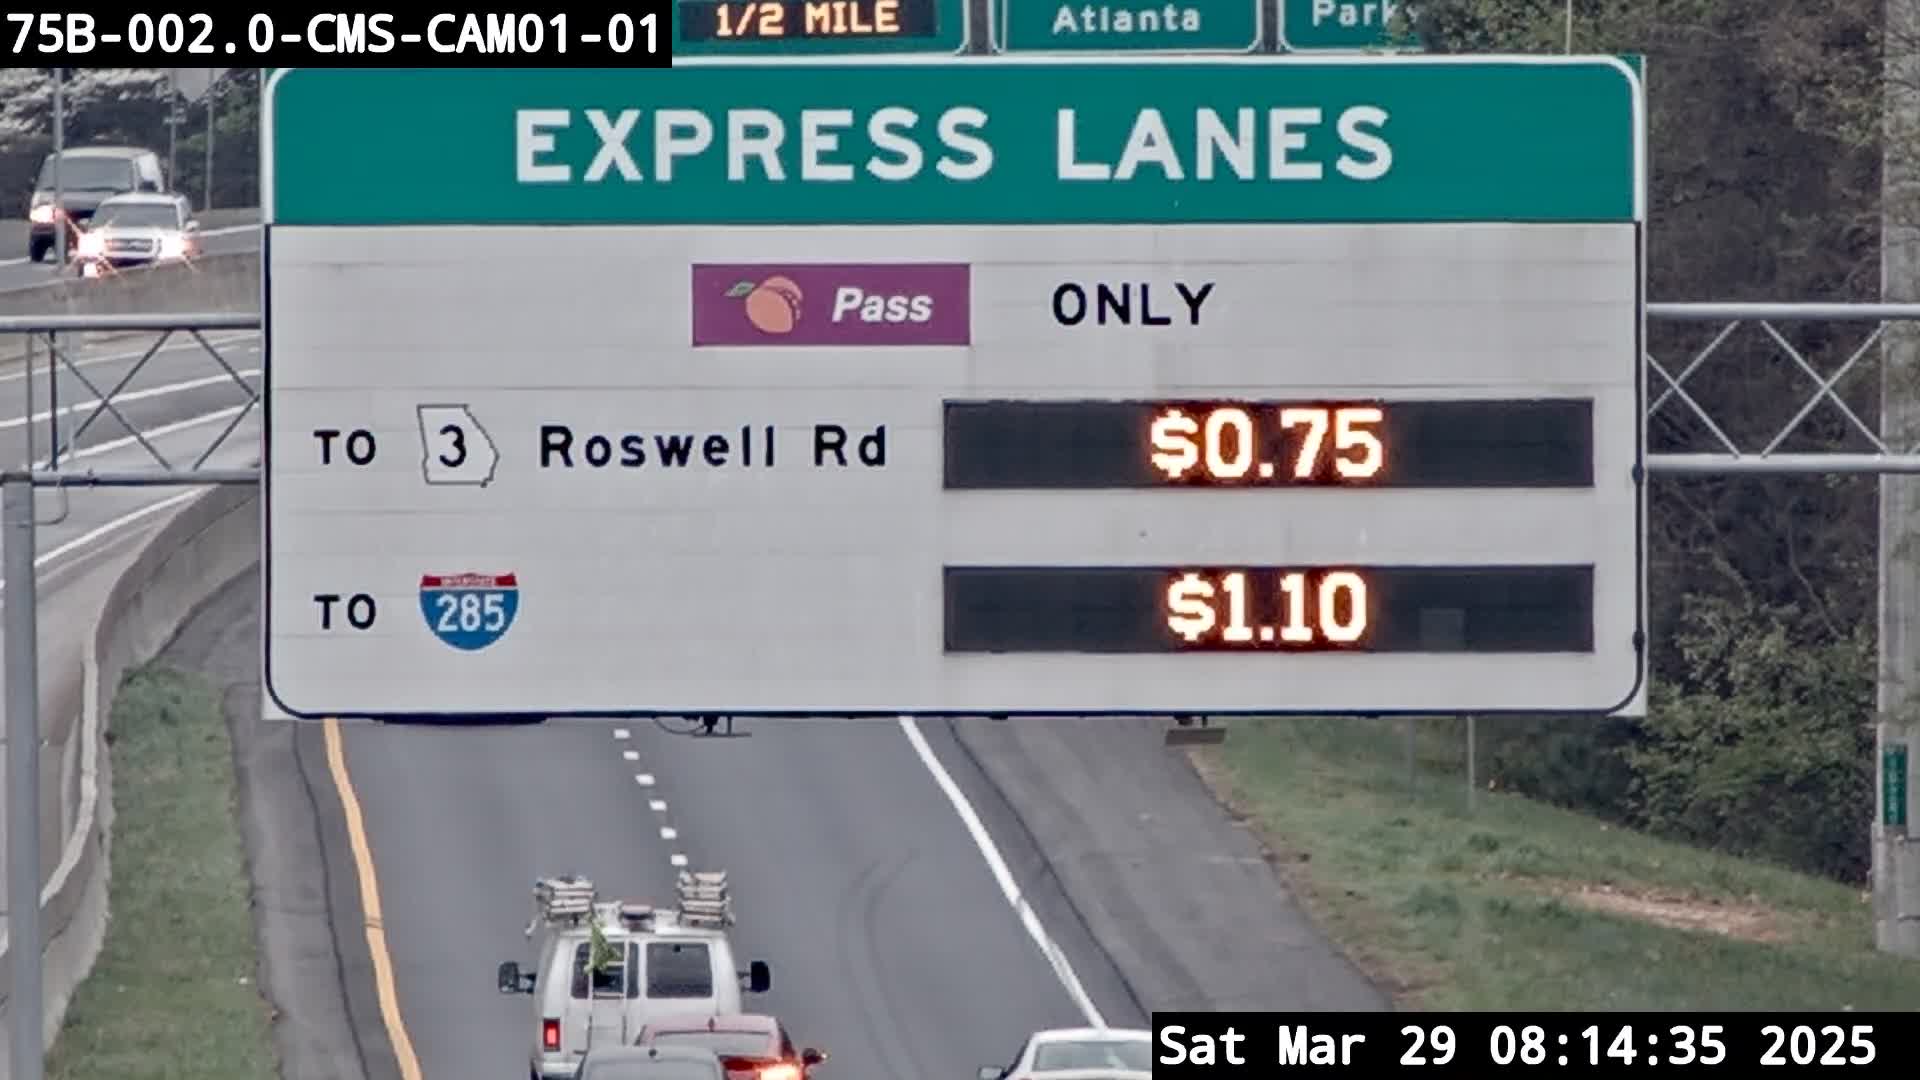 75B-002.0-CMS-CAM01-01
1/2 MILE
Atlanta
EXPRESS LANES
Pass ONLY
TO 3 Roswell Rd $0.75
TO INTERSTATE 285 $1.10
Sat Mar 29 08:14:35 2025